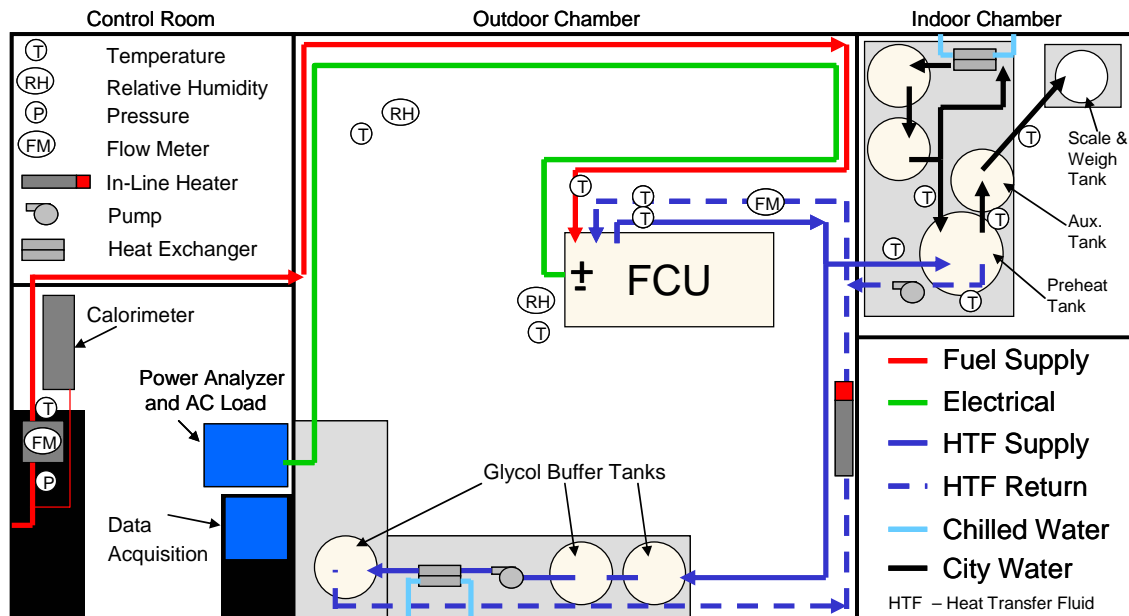 Control Room
Outdoor Chamber
Indoor Chamber
T
Temperature
RH
Relative Humidity
P
Pressure
FM
Flow Meter
In-Line Heater
Pump
Heat Exchanger
Calorimeter
Power Analyzer
and AC Load
T
FM
P
Data
Acquisition
T
RH
T
T
T
FM
FCU
±
RH
T
Glycol Buffer Tanks
T
Scale &
Weigh
Tank
T
T
Aux.
Tank
T
Preheat
Tank
T
Fuel Supply
Electrical
HTF Supply
HTF Return
Chilled Water
City Water
HTF – Heat Transfer Fluid